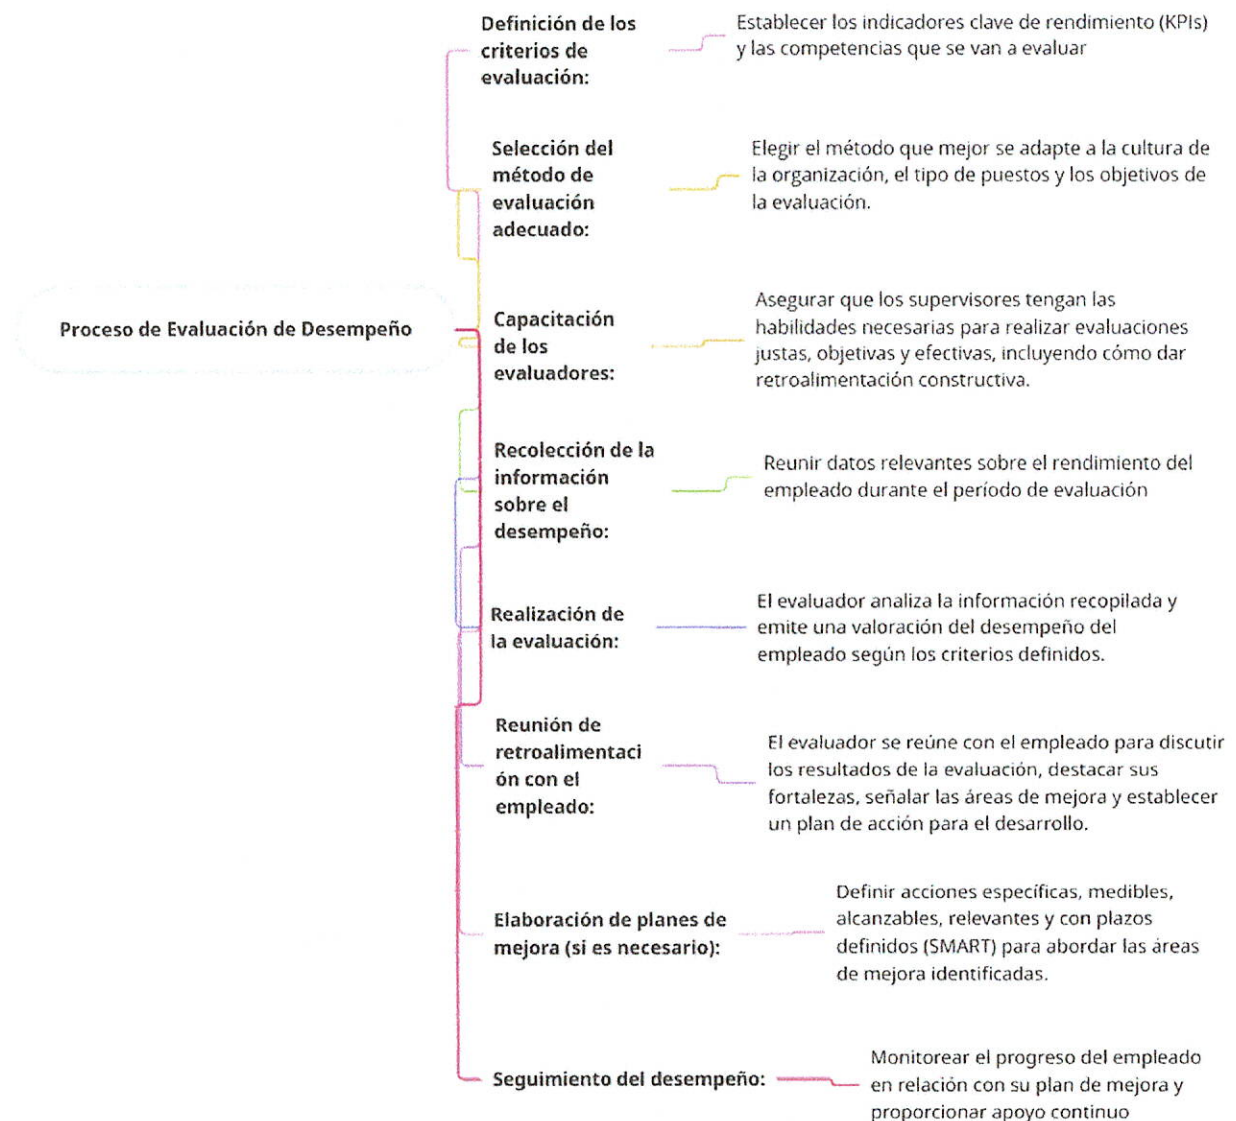 Definición de los
criterios de
evaluación:
Establecer los indicadores clave de rendimiento (KPIs)
y las competencias que se van a evaluar
Selección del
método de
evaluación
adecuado:
Elegir el método que mejor se adapte a la cultura de
la organización, el tipo de puestos y los objetivos de
la evaluación.
Proceso de Evaluación de Desempeño
Capacitación
de los
evaluadores:
Asegurar que los supervisores tengan las
habilidades necesarias para realizar evaluaciones
justas, objetivas y efectivas, incluyendo cómo dar
retroalimentación constructiva.
Recolección de la
información
sobre el
desempeño:
Reunir datos relevantes sobre el rendimiento del
empleado durante el período de evaluación
Realización de
la evaluación:
El evaluador analiza la información recopilada y
emite una valoración del desempeño del
empleado según los criterios definidos.
Reunión de
retroalimentaci
ón con el
empleado:
El evaluador se reúne con el empleado para discutir
los resultados de la evaluación, destacar sus
fortalezas, señalar las áreas de mejora y establecer
un plan de acción para el desarrollo.
Elaboración de planes de
mejora (si es necesario):
Definir acciones específicas, medibles,
alcanzables, relevantes y con plazos
definidos (SMART) para abordar las áreas
de mejora identificadas.
Seguimiento del desempeño:
Monitorear el progreso del empleado
en relación con su plan de mejora y
proporcionar apoyo continuo